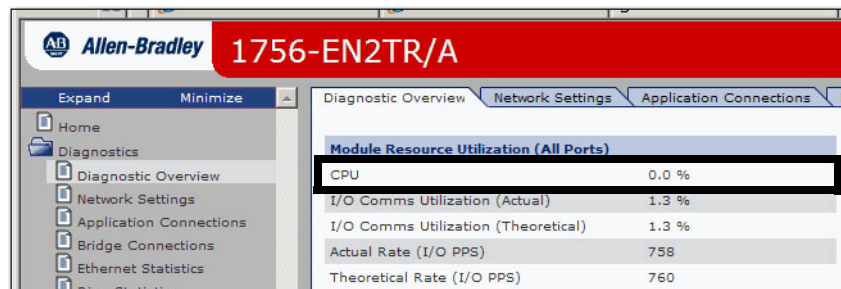 AB Allen-Bradley 1756-EN2TR/A
Expand Minimize
Home
Diagnostics
Diagnostic Overview
Network Settings
Application Connections
Bridge Connections
Ethernet Statistics
Diagnostic Overview Network Settings Application Connections
Module Resource Utilization (All Ports)
CPU 0.0 %
I/O Comms Utilization (Actual) 1.3 %
I/O Comms Utilization (Theoretical) 1.3 %
Actual Rate (I/O PPS) 758
Theoretical Rate (I/O PPS) 760